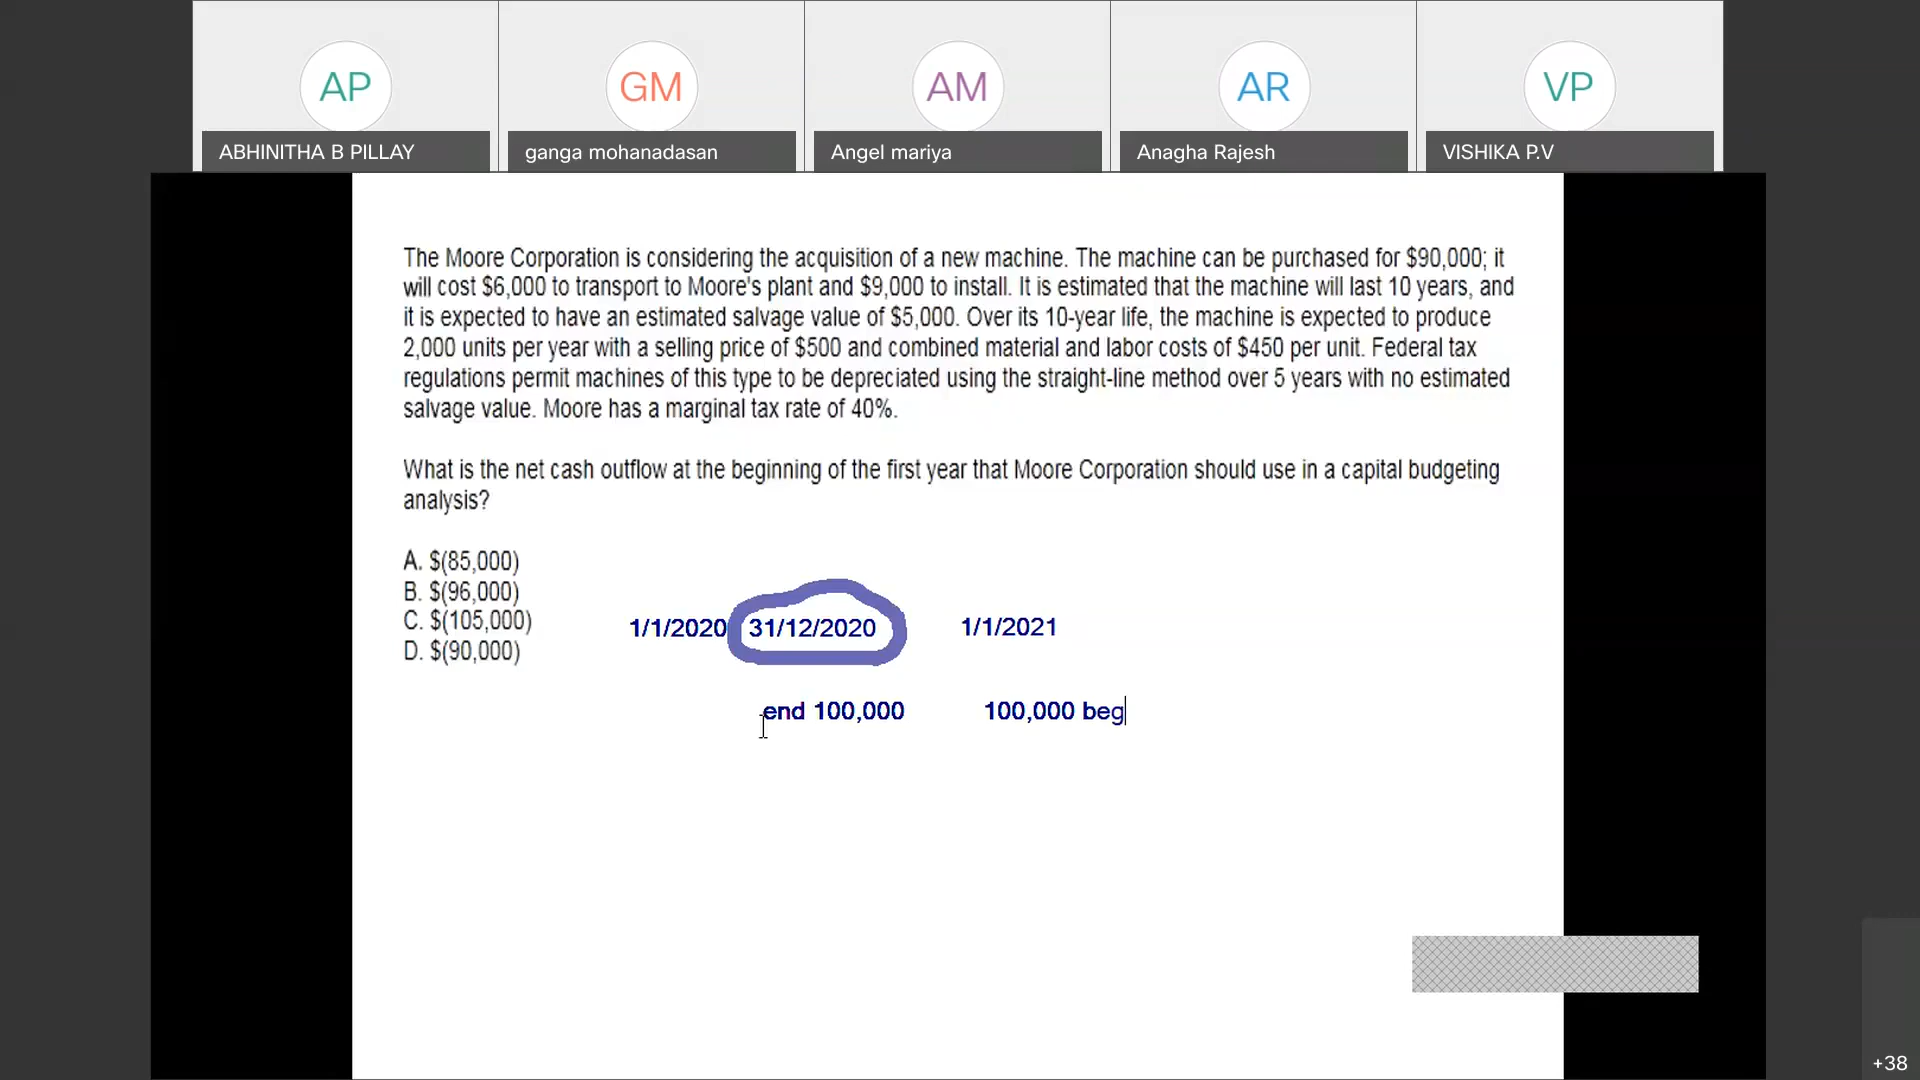 AP GM AM AR VP
ABHINITHA B PILLAY ganga mohanadasan Angel mariya Anagha Rajesh VISHIKA P.V
The Moore Corporation is considering the acquisition of a new machine. The machine can be purchased for $90,000; it
will cost $6,000 to transport to Moore's plant and $9,000 to install. It is estimated that the machine will last 10 years, and
it is expected to have an estimated salvage value of $5,000. Over its 10-year life, the machine is expected to produce
2,000 units per year with a selling price of $500 and combined material and labor costs of $450 per unit. Federal tax
regulations permit machines of this type to be depreciated using the straight-line method over 5 years with no estimated
salvage value. Moore has a marginal tax rate of 40%.
What is the net cash outflow at the beginning of the first year that Moore Corporation should use in a capital budgeting
analysis?
A. $(85,000)
B. $(96,000)
C. $(105,000)
D. $(90,000)
1/1/2020 31/12/2020 1/1/2021
end 100,000 100,000 beg
+38